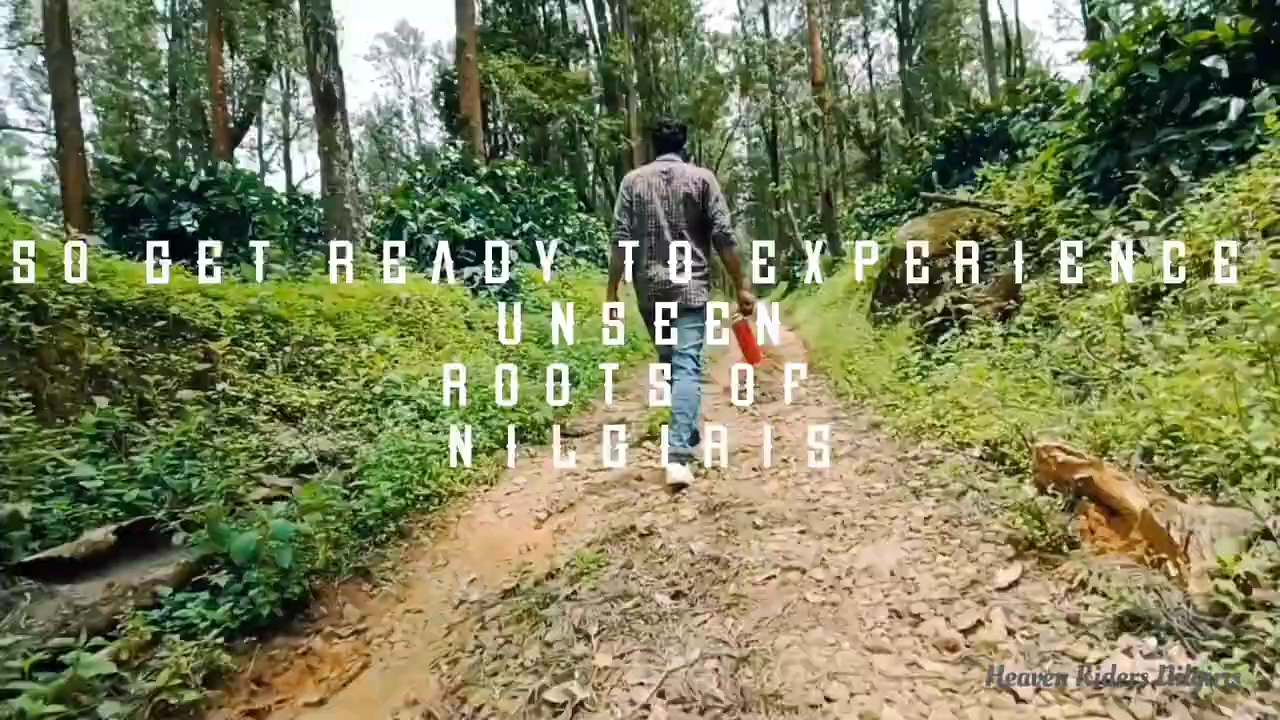 SO GET READY TO EXPERIENCE
UNSEEN
ROOTS OF
NILGIRIS
Heaven Riders Nilgiris